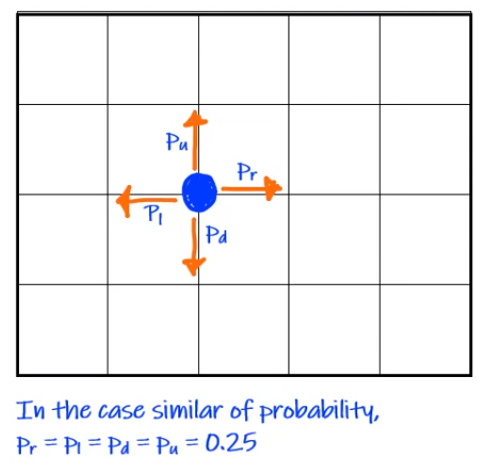 Pu
Pr
Pl
Pd
In the case similar of probability,
Pr = Pl = Pd = Pu = 0.25